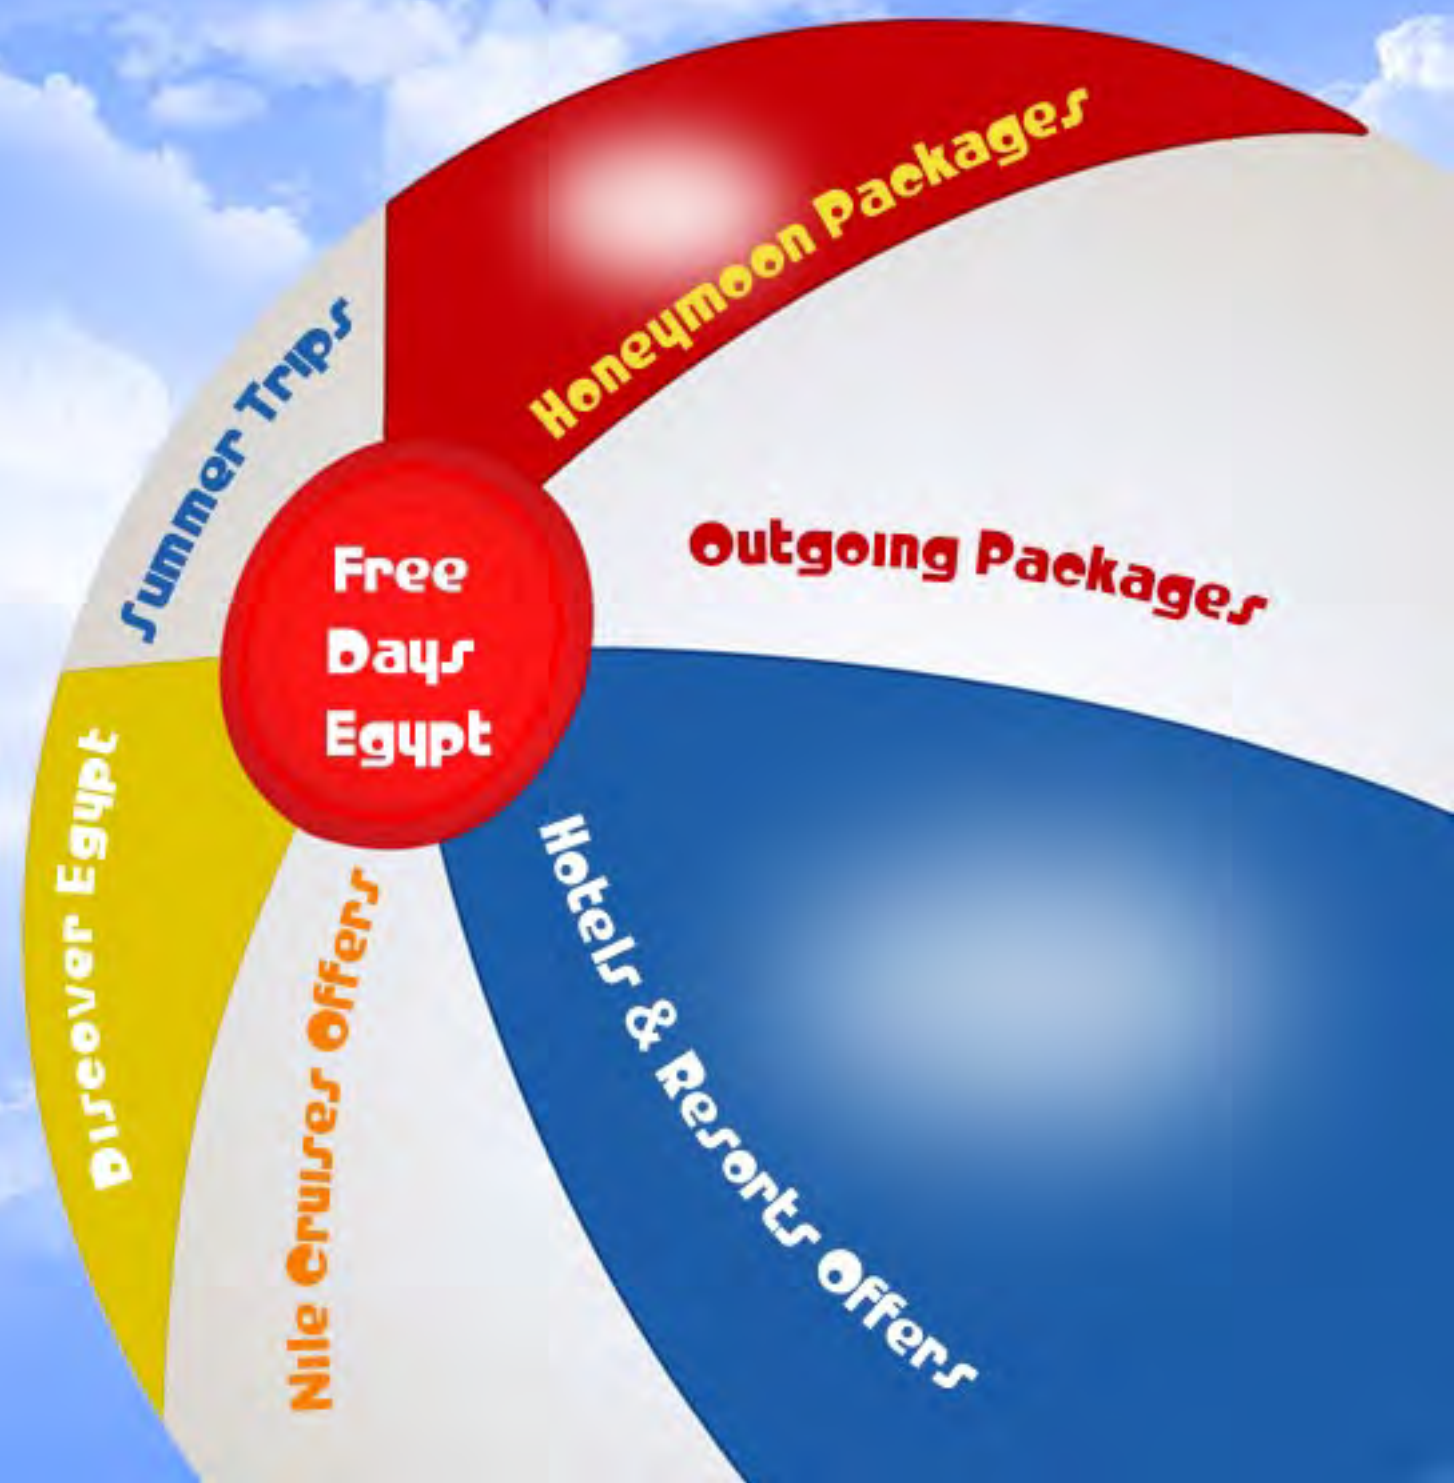 Honeymoon Packages
Summer Trips
Outgoing Packages
Free
Days
Egypt
Discover Egypt
Nile Cruises Offers
Hotels & Resorts Offers